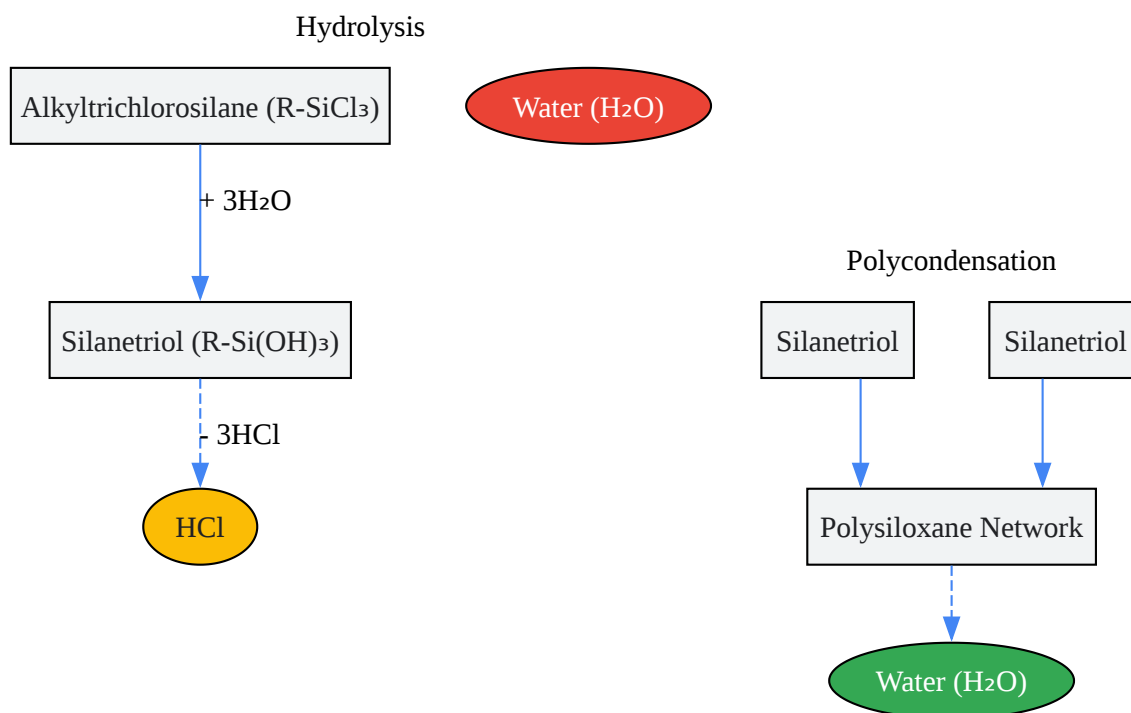 Hydrolysis
Alkyltrichlorosilane (R-SiCl₃)
Water (H₂O)
+ 3H₂O
Silanetriol (R-Si(OH)₃)
- 3HCl
HCl
Polycondensation
Silanetriol
Silanetriol
Polysiloxane Network
Water (H₂O)